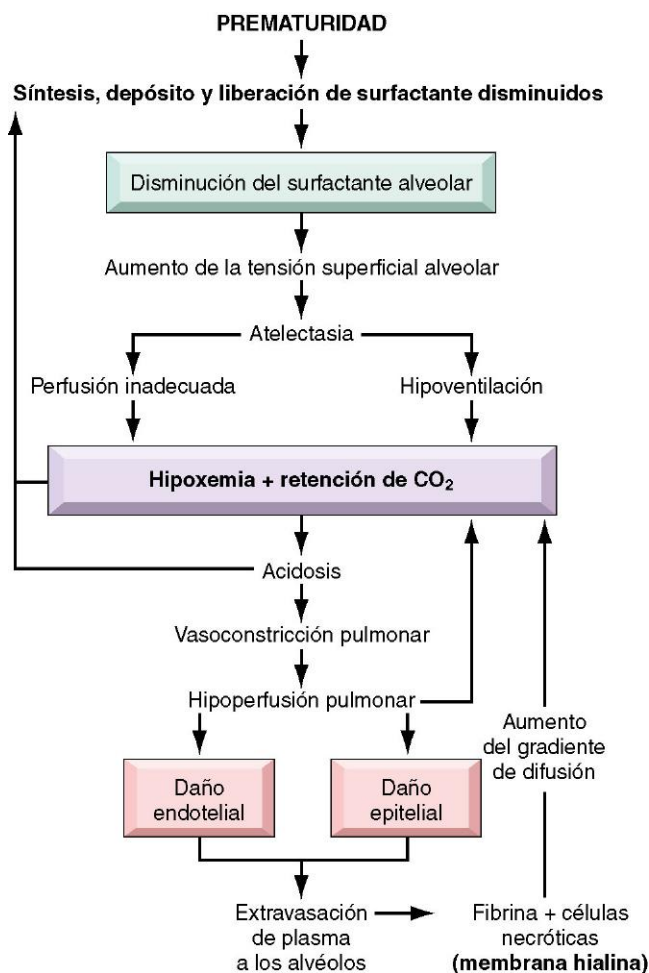 PREMATURIDAD
Síntesis, depósito y liberación de surfactante disminuidos
Disminución del surfactante alveolar
Aumento de la tensión superficial alveolar
Atelectasia
Perfusión inadecuada
Hipoventilación
Hipoxemia + retención de CO₂
Acidosis
Vasoconstricción pulmonar
Hipoperfusión pulmonar
Aumento
del gradiente
de difusión
Daño
endotelial
Daño
epitelial
Extravasación
de plasma
a los alvéolos
Fibrina + células
necróticas
(membrana hialina)